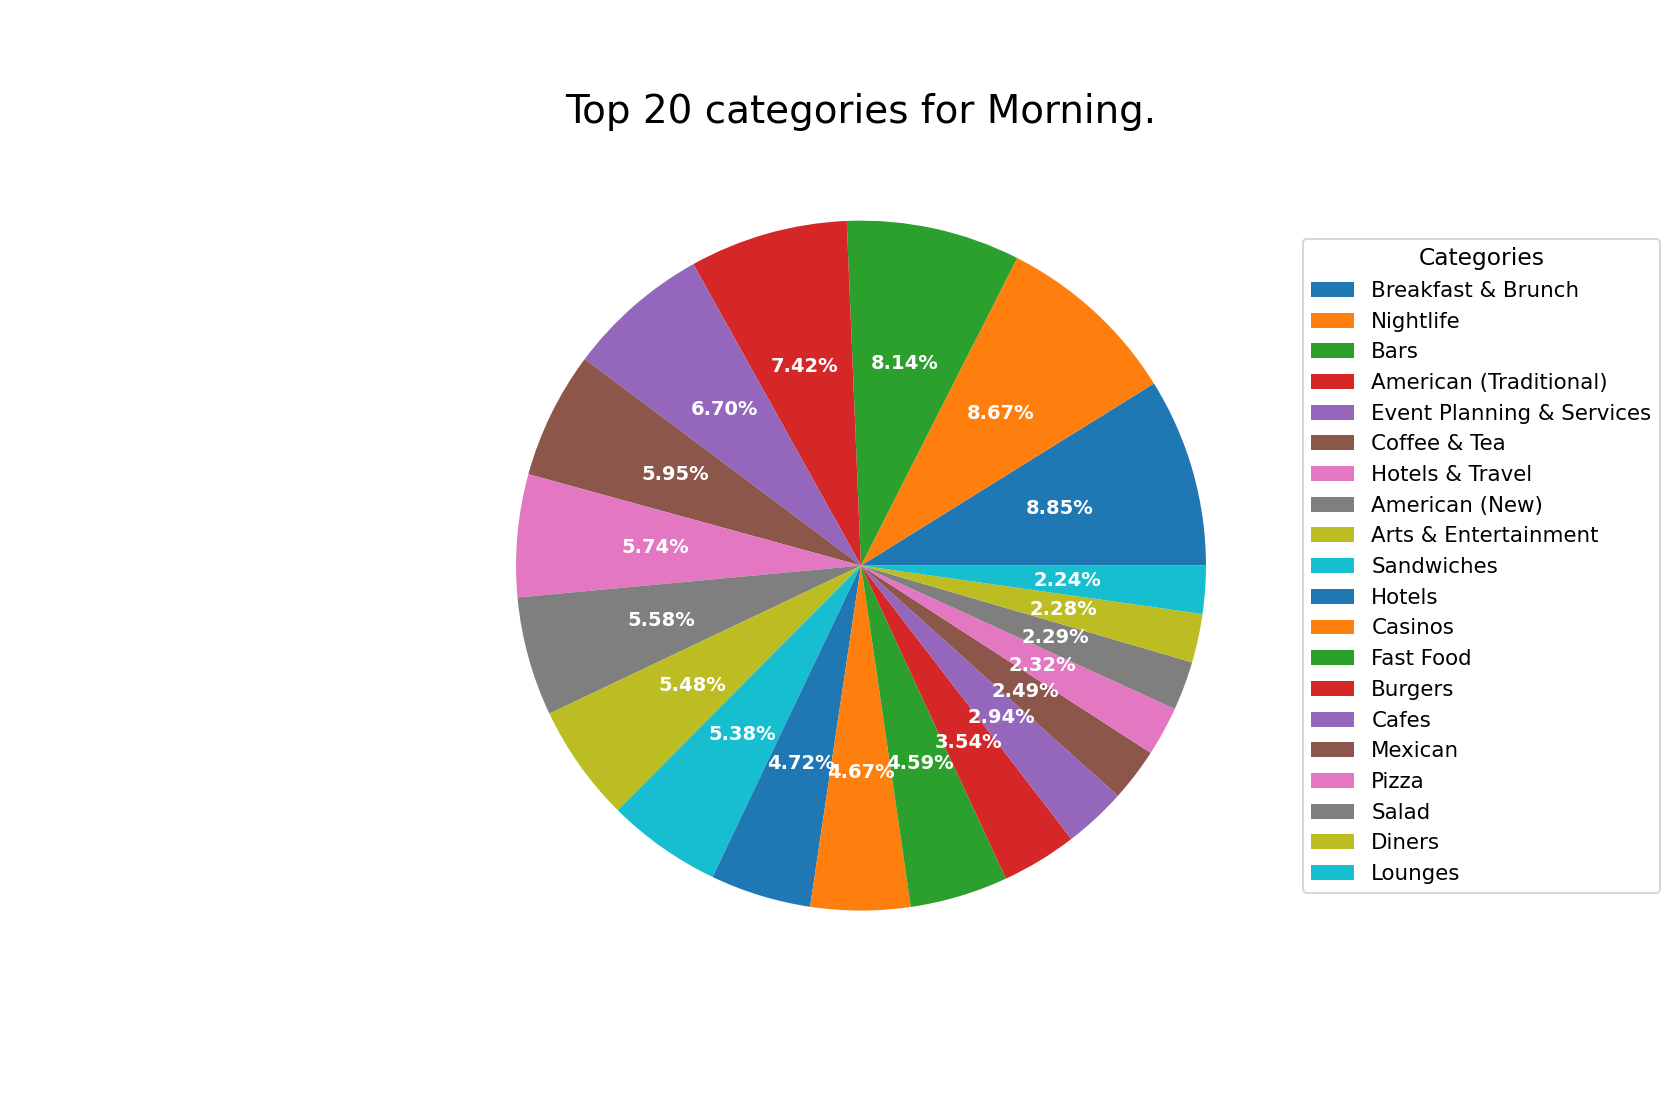 Top 20 categories for Morning.
8.14%
7.42%
8.67%
6.70%
5.95%
8.85%
5.74%
2.24%
2.28%
5.58%
2.29%
2.32%
5.48%
2.49%
2.94%
5.38%
3.54%
4.72%
4.67%
4.59%
Categories
Breakfast & Brunch
Nightlife
Bars
American (Traditional)
Event Planning & Services
Coffee & Tea
Hotels & Travel
American (New)
Arts & Entertainment
Sandwiches
Hotels
Casinos
Fast Food
Burgers
Cafes
Mexican
Pizza
Salad
Diners
Lounges